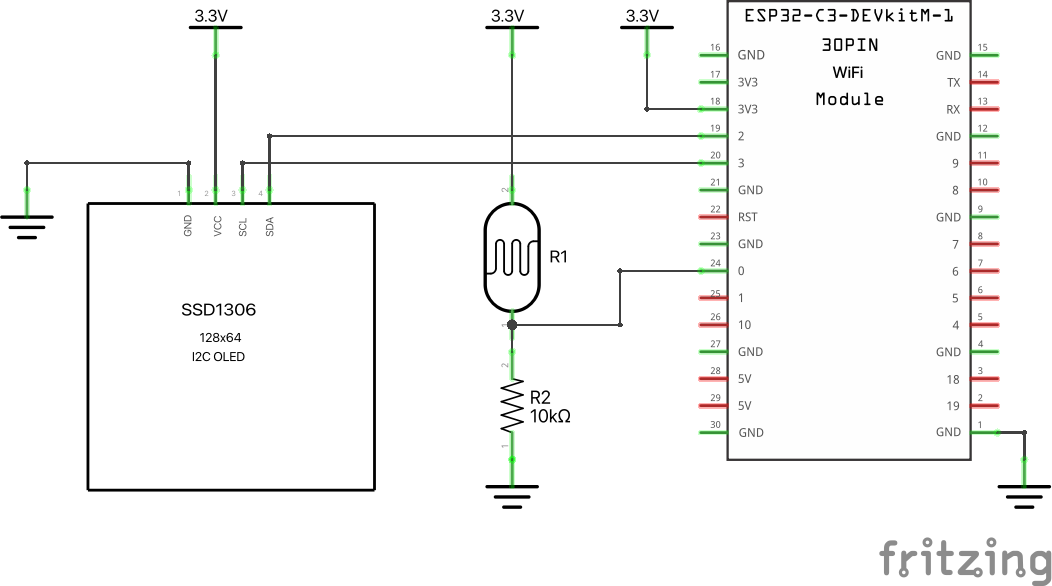 3.3V
3.3V
3.3V
ESP32-C3-DEVkitM-1
30PIN
WiFi
Module
16 GND
GND 15
17 3V3
TX 14
18 3V3
RX 13
19 2
GND 12
20 3
9 11
21 GND
8 10
22 RST
GND 9
23 GND
7 8
24 0
6 7
25 1
5 6
26 10
4 5
27 GND
GND 4
28 5V
18 3
29 5V
19 2
30 GND
GND 1
1 2 3 4
GND VCC SCL SDA
SSD1306
128x64
I2C OLED
2
R1
1
2
R2
10kΩ
1
fritzing